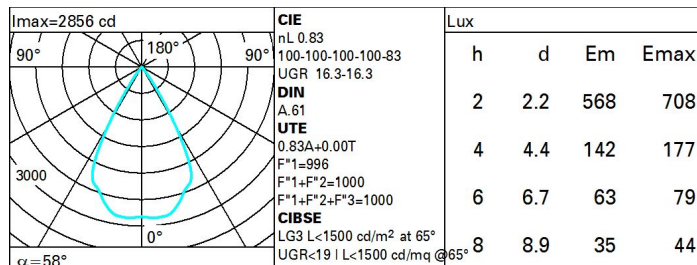 Imax=2856 cd
90°
180°
90°
3000
0°
α=58°
CIE
nL 0.83
100-100-100-100-83
UGR 16.3-16.3
DIN
A.61
UTE
0.83A+0.00T
F"1=996
F"1+F"2=1000
F"1+F"2+F"3=1000
CIBSE
LG3 L<1500 cd/m² at 65°
UGR<19 | L<1500 cd/mq @65°
Lux
h d Em Emax
2 2.2 568 708
4 4.4 142 177
6 6.7 63 79
8 8.9 35 44